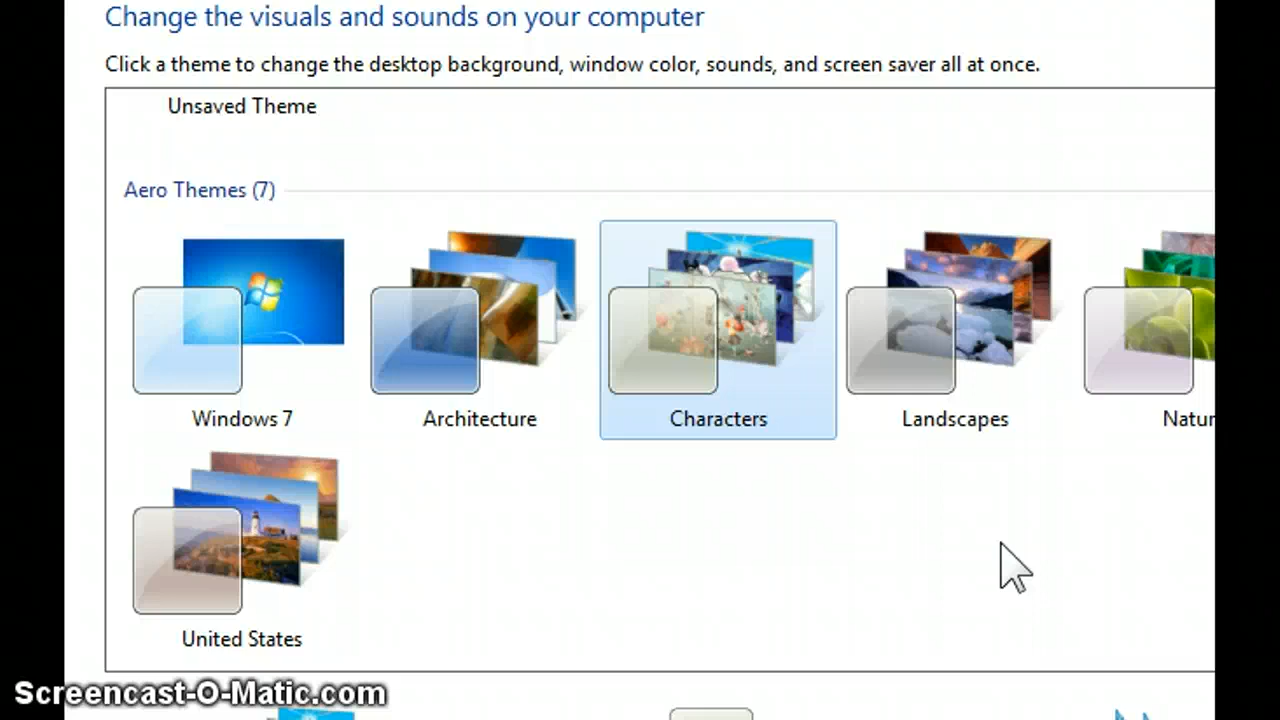 Change the visuals and sounds on your computer
Click a theme to change the desktop background, window color, sounds, and screen saver all at once.
Unsaved Theme
Aero Themes (7)
Windows 7
Architecture
Characters
Landscapes
Natur
United States
Screencast-O-Matic.com